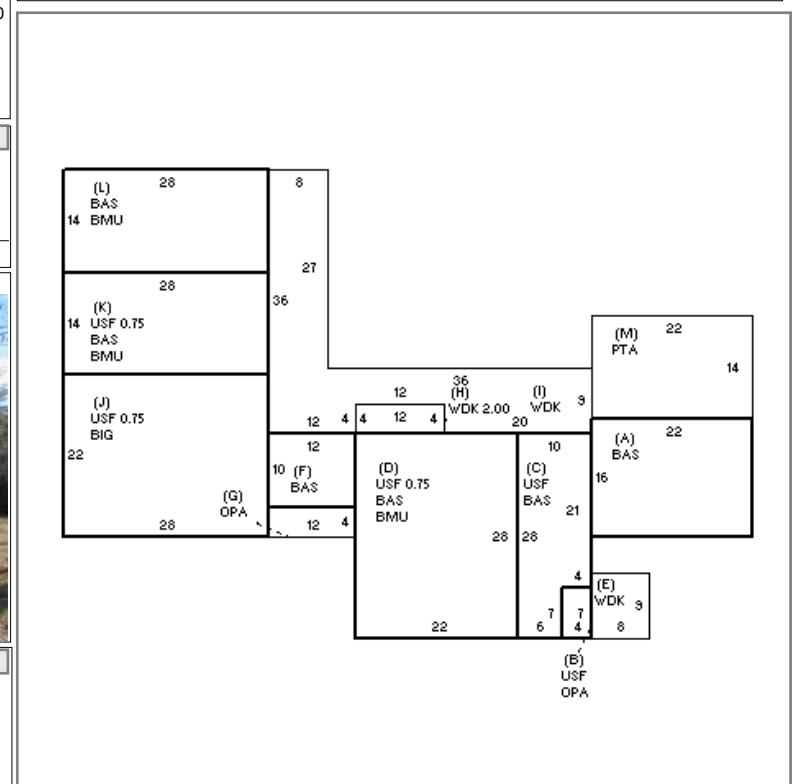 28
8
(L)
BAS
14 BMU
27
28
36
(K)
14 USF 0.75
BAS
BMU
(M) 22
PTA
14
36
(J)
USF 0.75
BIG
22
12 (H) (I) 9
WDK 2.00 WDK
12 4 4 12 4 20
12
10 (F)
BAS
10
(A) 22
BAS
16
(D)
USF 0.75
BAS
BMU
(C)
USF
BAS
21
(G)
OPA
28
12 4
28 28
4
(E)
WDK 9
7 7
22 6 4 8
(B)
USF
OPA